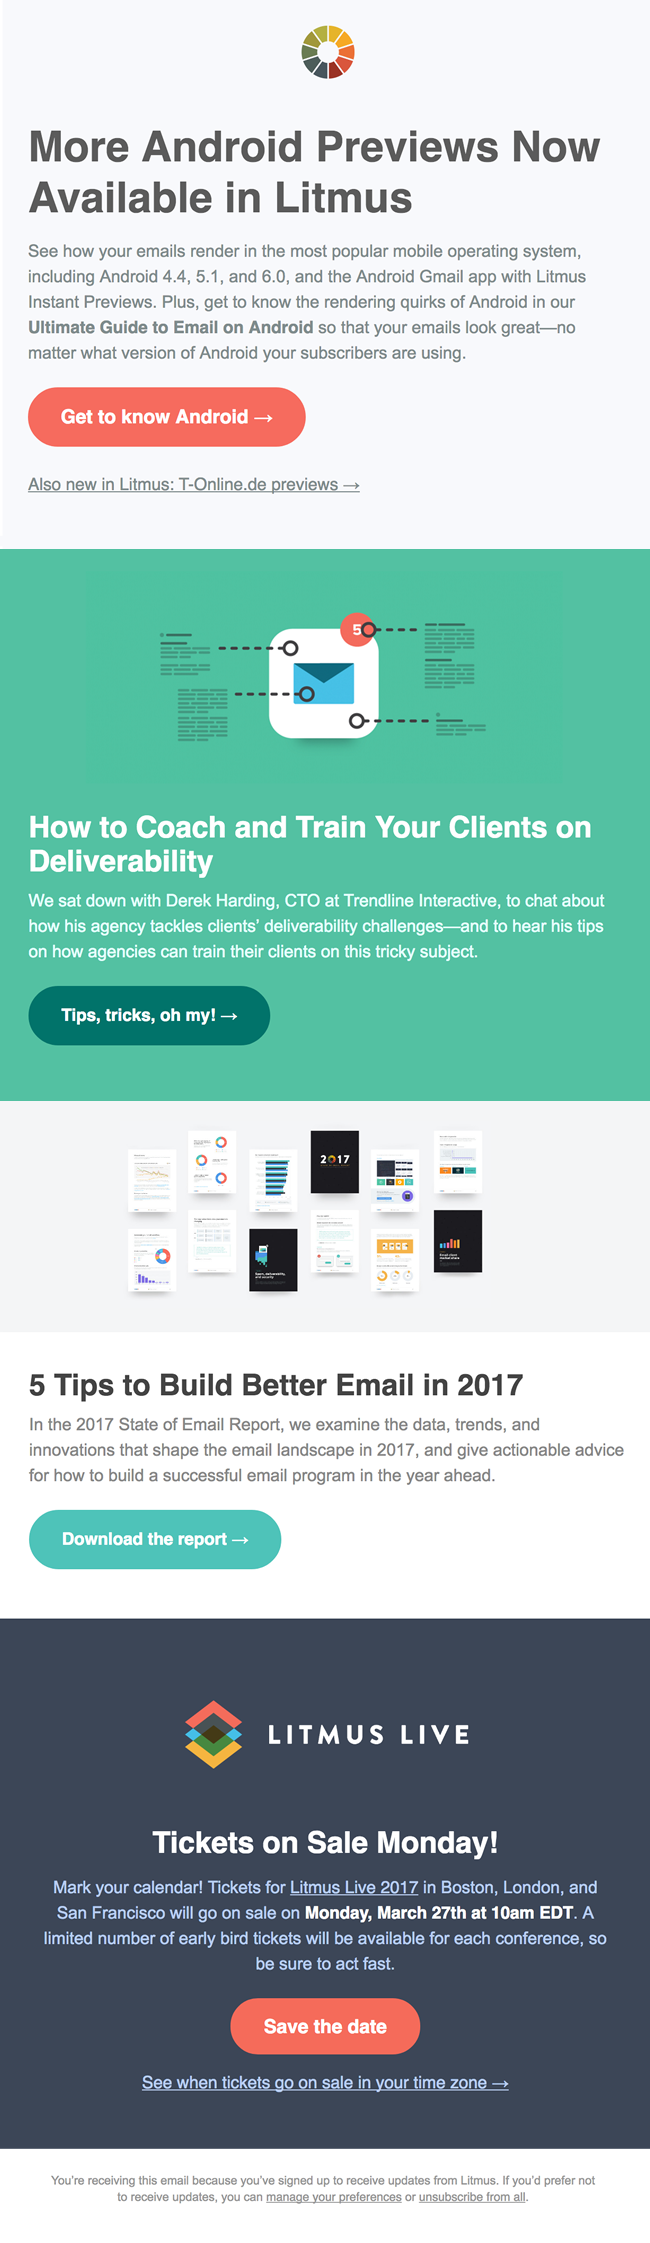 More Android Previews Now
Available in Litmus
See how your emails render in the most popular mobile operating system,
including Android 4.4, 5.1, and 6.0, and the Android Gmail app with Litmus
Instant Previews. Plus, get to know the rendering quirks of Android in our
Ultimate Guide to Email on Android so that your emails look great—no
matter what version of Android your subscribers are using.
Get to know Android →
Also new in Litmus: T-Online.de previews →
5
How to Coach and Train Your Clients on
Deliverability
We sat down with Derek Harding, CTO at Trendline Interactive, to chat about
how his agency tackles clients’ deliverability challenges—and to hear his tips
on how agencies can train their clients on this tricky subject.
Tips, tricks, oh my! →
2017
5 Tips to Build Better Email in 2017
In the 2017 State of Email Report, we examine the data, trends, and
innovations that shape the email landscape in 2017, and give actionable advice
for how to build a successful email program in the year ahead.
Download the report →
LITMUS LIVE
Tickets on Sale Monday!
Mark your calendar! Tickets for Litmus Live 2017 in Boston, London, and
San Francisco will go on sale on Monday, March 27th at 10am EDT. A
limited number of early bird tickets will be available for each conference, so
be sure to act fast.
Save the date
See when tickets go on sale in your time zone →
You’re receiving this email because you’ve signed up to receive updates from Litmus. If you’d prefer not
to receive updates, you can manage your preferences or unsubscribe from all.